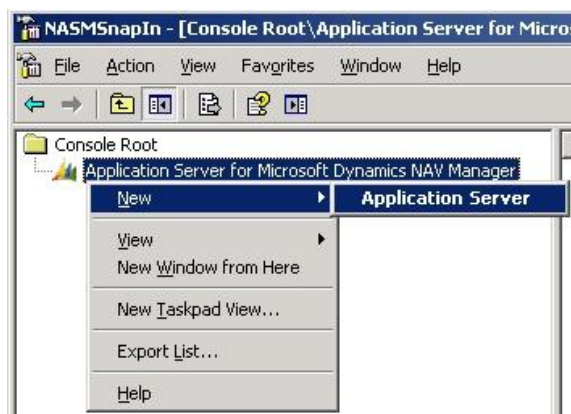 NASMSnapIn - [Console Root\Application Server for Micros
File Action View Favorites Window Help
Console Root
Application Server for Microsoft Dynamics NAV Manager
New
Application Server
View
New Window from Here
New Taskpad View...
Export List...
Help